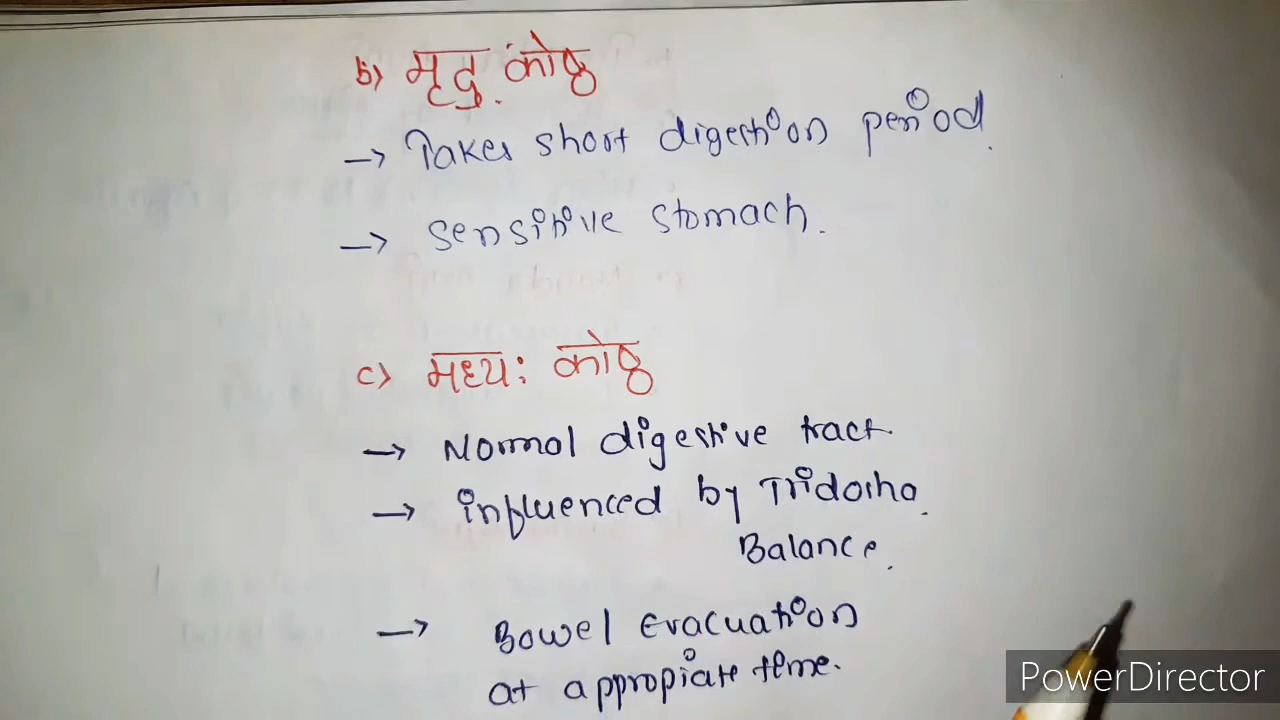 b) मृदु कोष्ठ
→ Takes short digestion period.
→ Sensitive stomach.
c) मध्यः कोष्ठ
→ Normal digestive tract
→ influenced by Tridosha
Balance.
→ Bowel Evacuation
at appropiate time.
PowerDirector